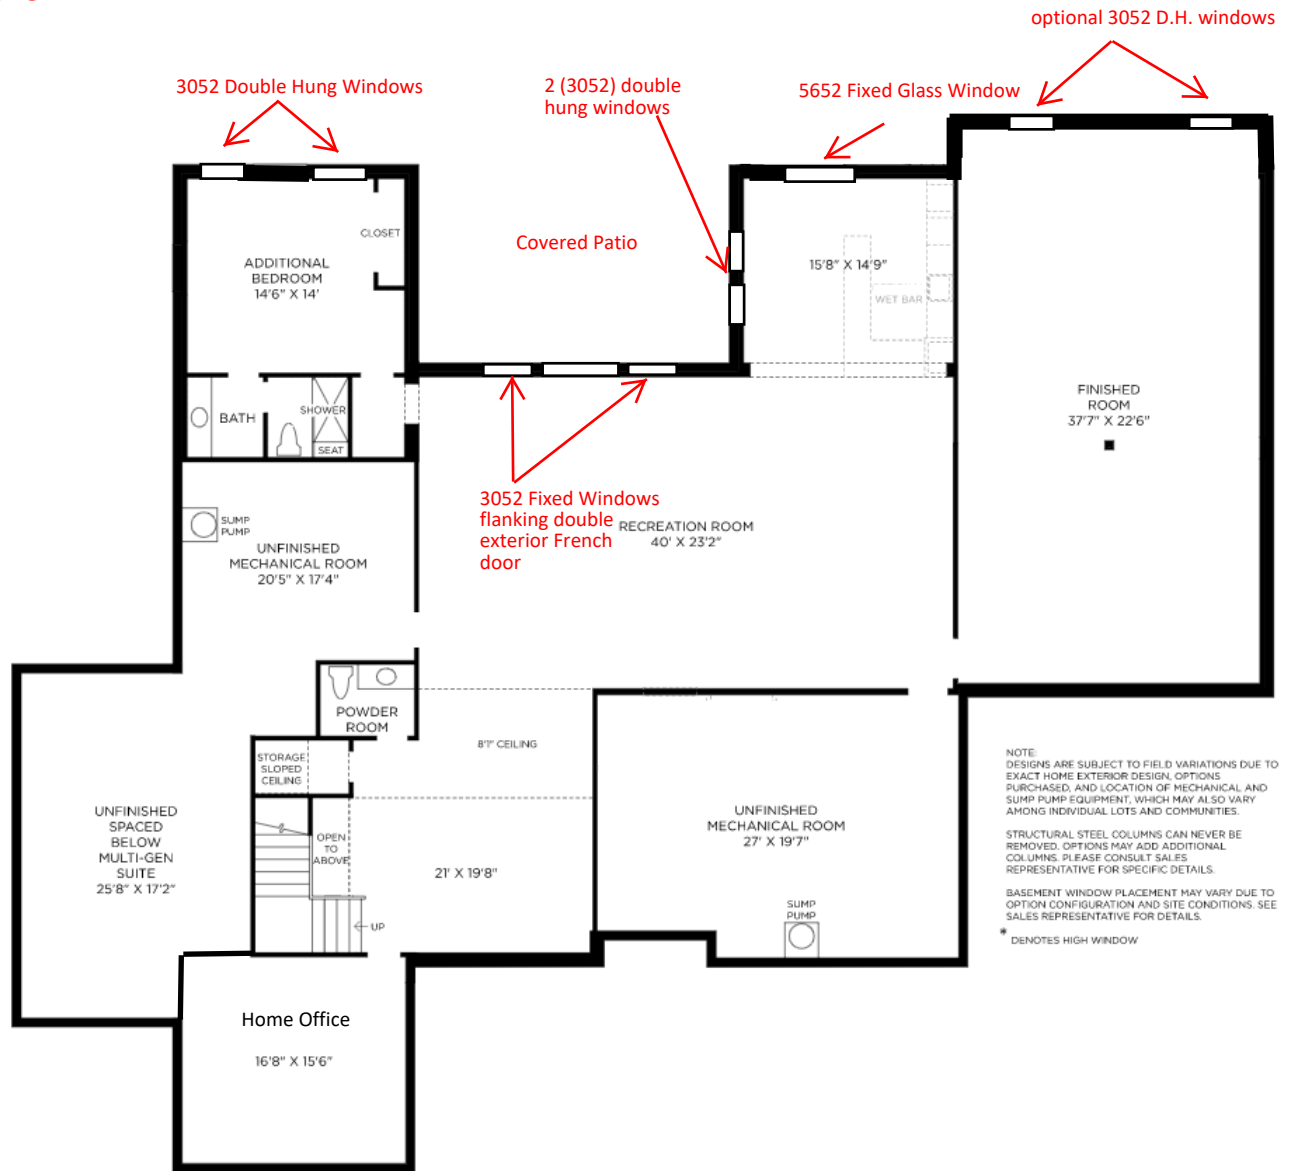 optional 3052 D.H. windows
3052 Double Hung Windows
2 (3052) double
hung windows
5652 Fixed Glass Window
CLOSET
Covered Patio
ADDITIONAL
BEDROOM
14'6" X 14'
15'8" X 14'9"
WET BAR
FINISHED
ROOM
37'7" X 22'6"
BATH
SHOWER
SEAT
3052 Fixed Windows
flanking double
exterior French
door
RECREATION ROOM
40' X 23'2"
SUMP
PUMP
UNFINISHED
MECHANICAL ROOM
20'5" X 17'4"
POWDER
ROOM
8'1" CEILING
STORAGE
SLOPED
CEILING
UNFINISHED
SPACED
BELOW
MULTI-GEN
SUITE
25'8" X 17'2"
OPEN
TO
ABOVE
21' X 19'8"
UP
UNFINISHED
MECHANICAL ROOM
27' X 19'7"
SUMP
PUMP
NOTE:
DESIGNS ARE SUBJECT TO FIELD VARIATIONS DUE TO
EXACT HOME EXTERIOR DESIGN, OPTIONS
PURCHASED, AND LOCATION OF MECHANICAL AND
SUMP PUMP EQUIPMENT, WHICH MAY ALSO VARY
AMONG INDIVIDUAL LOTS AND COMMUNITIES.
STRUCTURAL STEEL COLUMNS CAN NEVER BE
REMOVED. OPTIONS MAY ADD ADDITIONAL
COLUMNS. PLEASE CONSULT SALES
REPRESENTATIVE FOR SPECIFIC DETAILS.
BASEMENT WINDOW PLACEMENT MAY VARY DUE TO
OPTION CONFIGURATION AND SITE CONDITIONS. SEE
SALES REPRESENTATIVE FOR DETAILS.
* DENOTES HIGH WINDOW
Home Office
16'8" X 15'6"